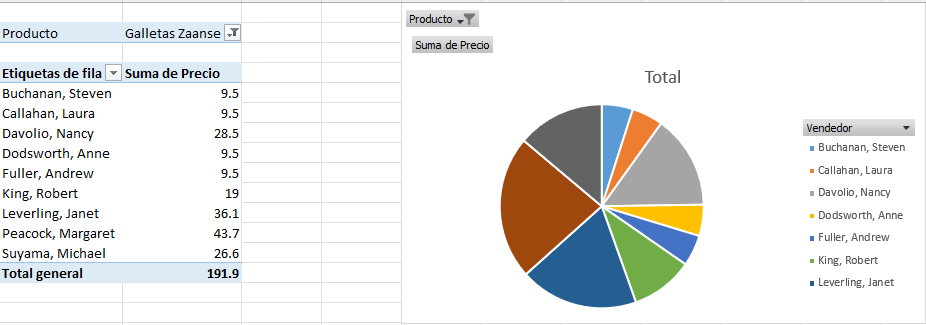 Producto Galletas Zaanse
Etiquetas de fila Suma de Precio
Buchanan, Steven 9.5
Callahan, Laura 9.5
Davolio, Nancy 28.5
Dodsworth, Anne 9.5
Fuller, Andrew 9.5
King, Robert 19
Leverling, Janet 36.1
Peacock, Margaret 43.7
Suyama, Michael 26.6
Total general 191.9
Producto
Suma de Precio
Total
Vendedor
Buchanan, Steven
Callahan, Laura
Davolio, Nancy
Dodsworth, Anne
Fuller, Andrew
King, Robert
Leverling, Janet